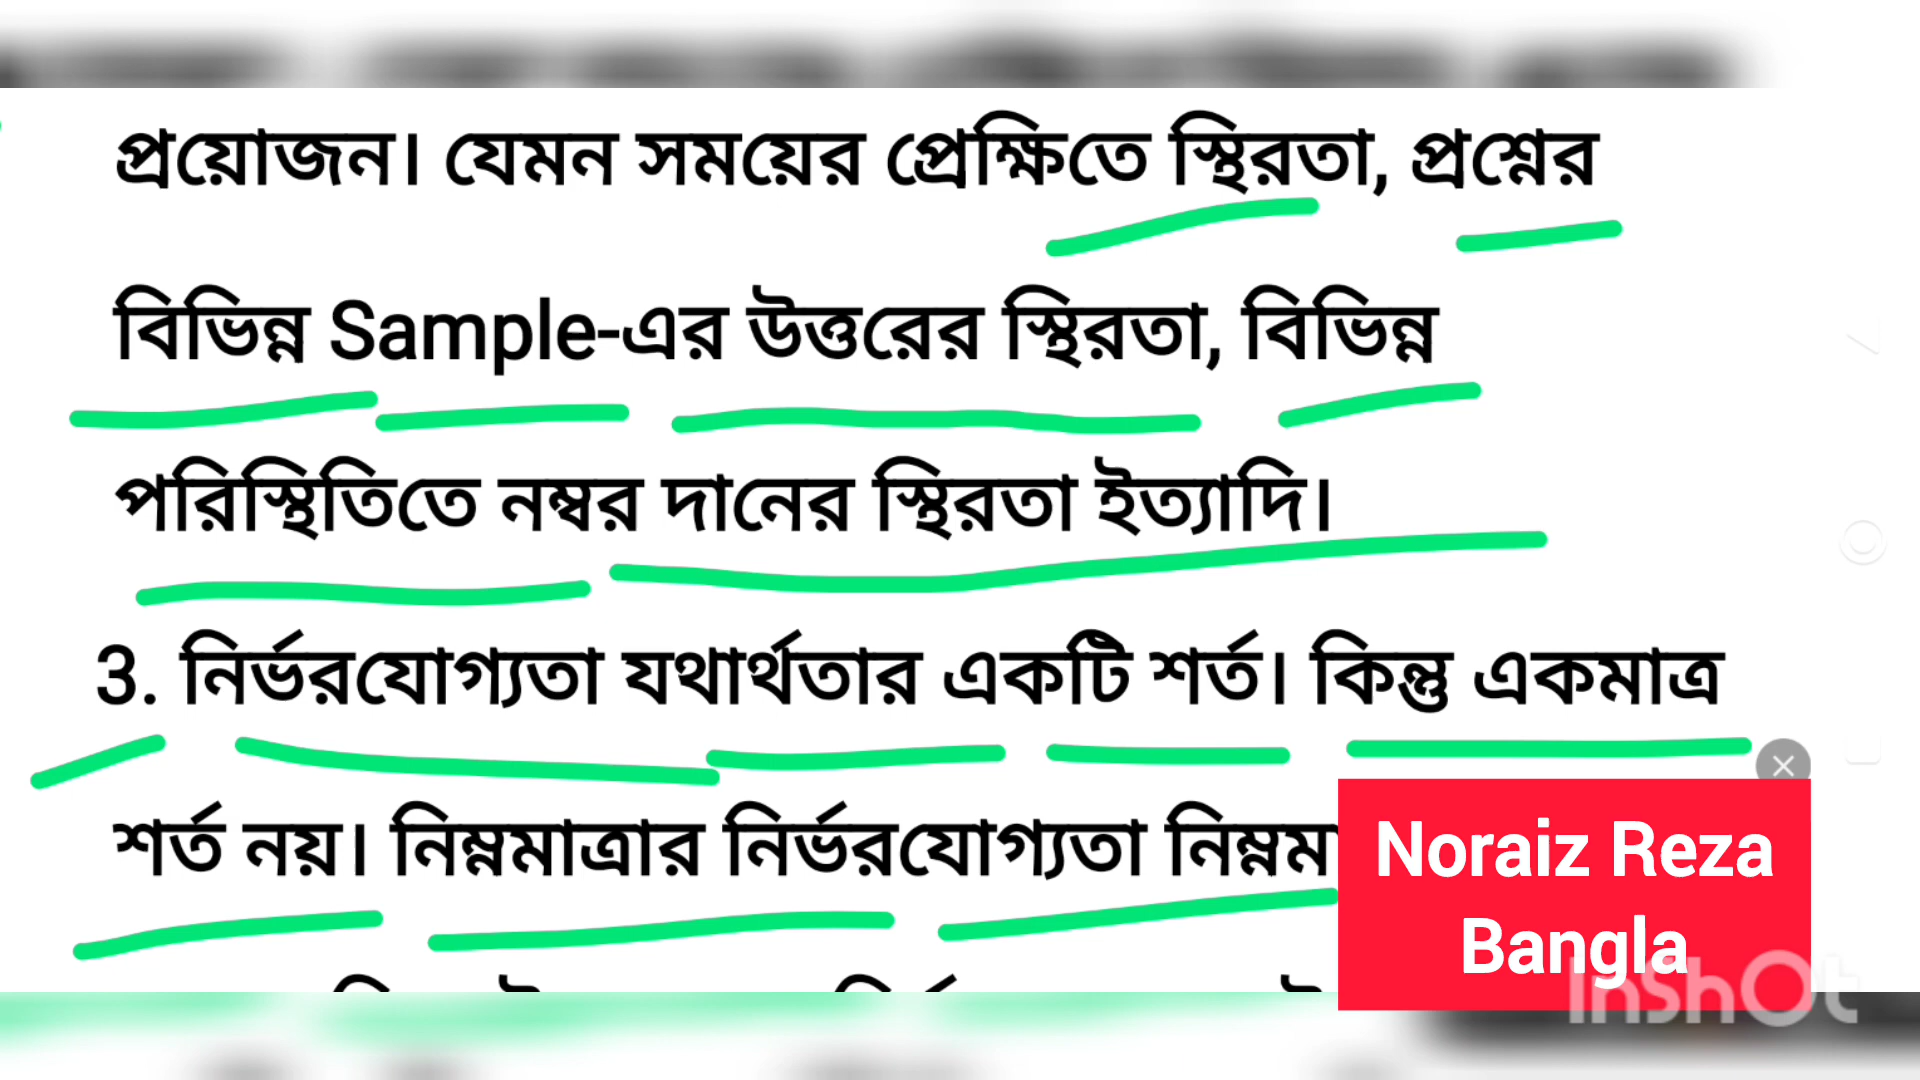 প্রয়োজন। যেমন সময়ের প্রেক্ষিতে স্থিরতা, প্রশ্নের
বিভিন্ন Sample-এর উত্তরের স্থিরতা, বিভিন্ন
পরিস্থিতিতে নম্বর দানের স্থিরতা ইত্যাদি।
3. নির্ভরযোগ্যতা যথার্থতার একটি শর্ত। কিন্তু একমাত্র
শর্ত নয়। নিম্নমাত্রার নির্ভরযোগ্যতা
Noraiz Reza
Bangla
InShOt